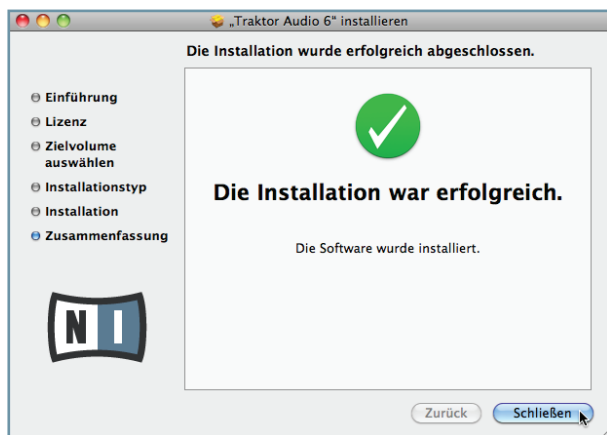 „Traktor Audio 6“ installieren
Die Installation wurde erfolgreich abgeschlossen.
Einführung
Lizenz
Zielvolume
auswählen
Installationstyp
Installation
Zusammenfassung
Die Installation war erfolgreich.
Die Software wurde installiert.
NI
Zurück
Schließen